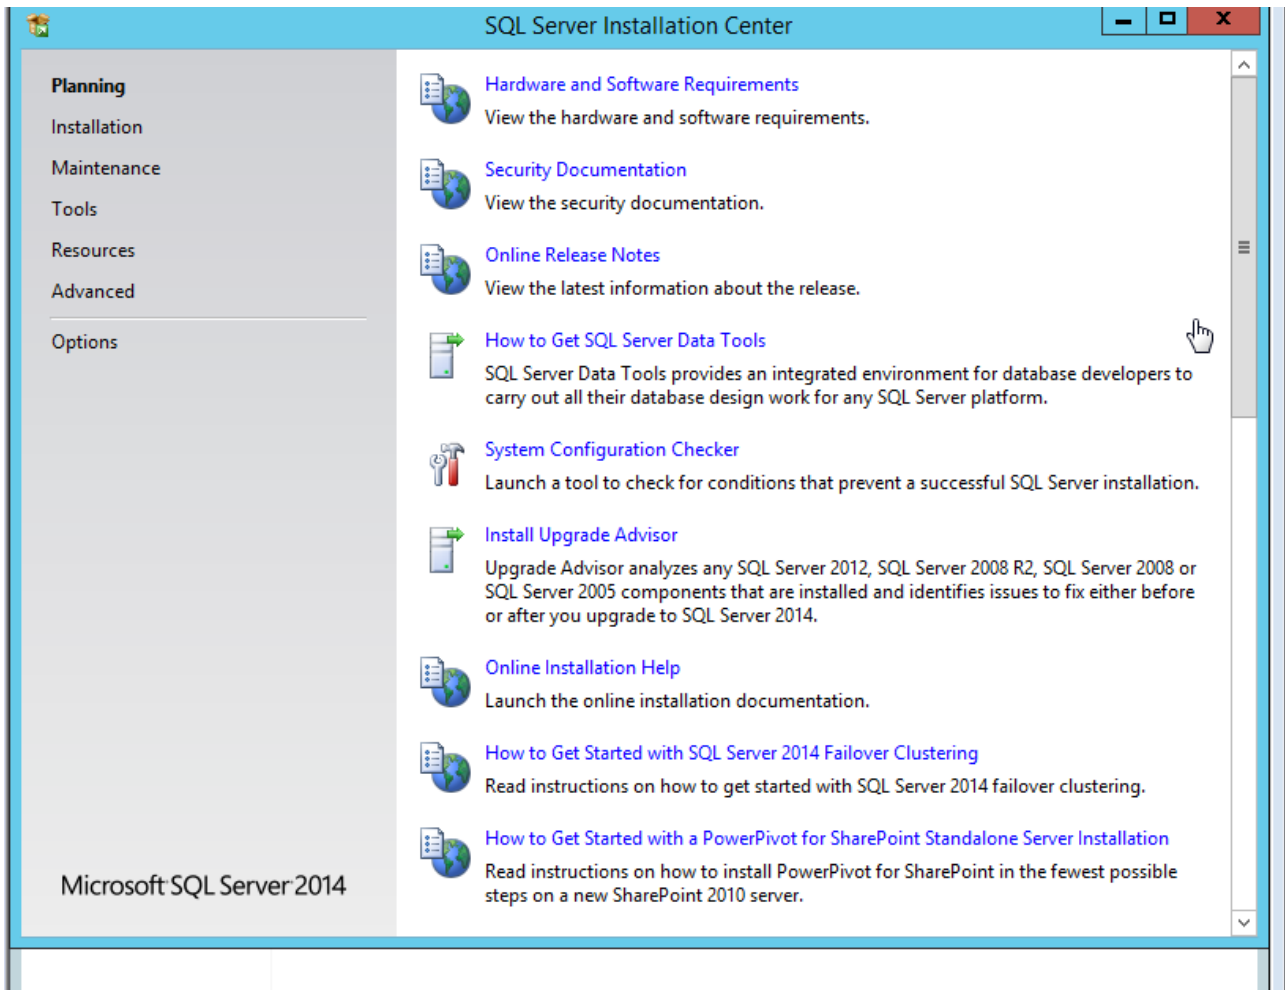 SQL Server Installation Center
Planning
Installation
Maintenance
Tools
Resources
Advanced
Options
Microsoft SQL Server 2014
Hardware and Software Requirements
View the hardware and software requirements.
Security Documentation
View the security documentation.
Online Release Notes
View the latest information about the release.
How to Get SQL Server Data Tools
SQL Server Data Tools provides an integrated environment for database developers to
carry out all their database design work for any SQL Server platform.
System Configuration Checker
Launch a tool to check for conditions that prevent a successful SQL Server installation.
Install Upgrade Advisor
Upgrade Advisor analyzes any SQL Server 2012, SQL Server 2008 R2, SQL Server 2008 or
SQL Server 2005 components that are installed and identifies issues to fix either before
or after you upgrade to SQL Server 2014.
Online Installation Help
Launch the online installation documentation.
How to Get Started with SQL Server 2014 Failover Clustering
Read instructions on how to get started with SQL Server 2014 failover clustering.
How to Get Started with a PowerPivot for SharePoint Standalone Server Installation
Read instructions on how to install PowerPivot for SharePoint in the fewest possible
steps on a new SharePoint 2010 server.